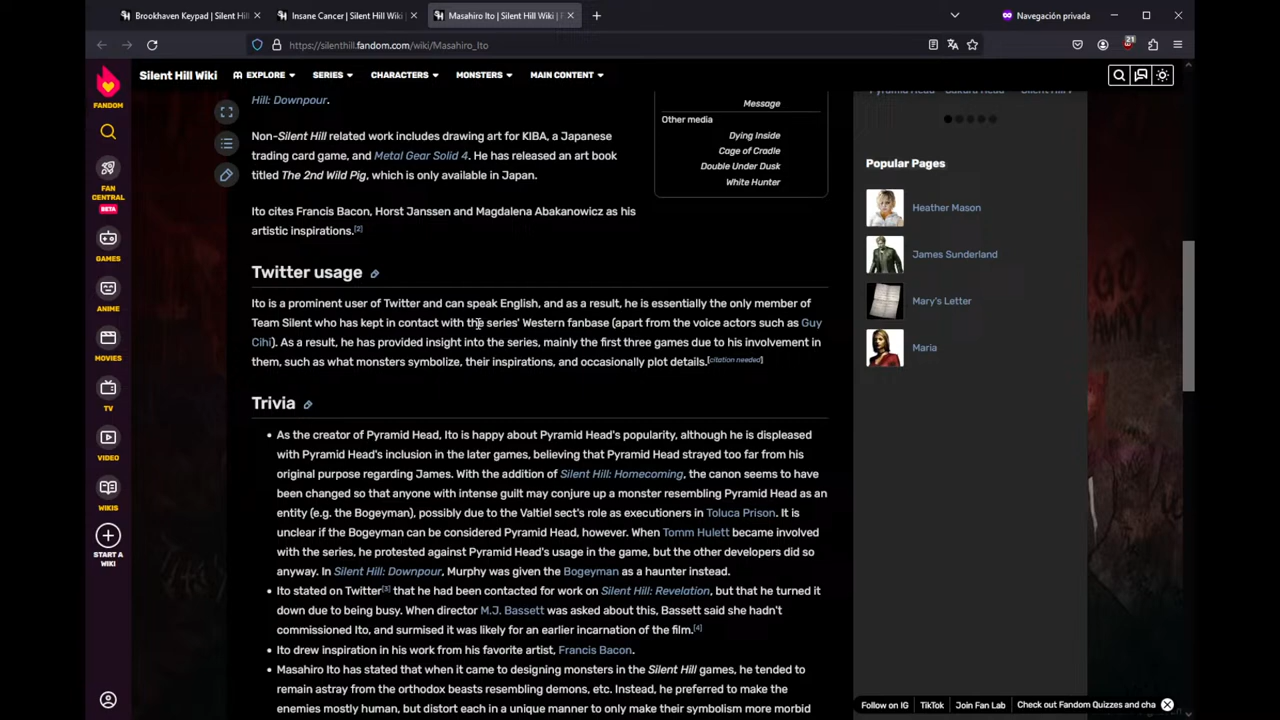 Brookhaven Keypad | Silent Hil
Insane Cancer | Silent Hill Wiki
Masahiro Ito | Silent Hill Wiki |
Navegación privada
https://silenthill.fandom.com/wiki/Masahiro_Ito
21
FANDOM
FAN
CENTRAL
BETA
GAMES
ANIME
MOVIES
TV
VIDEO
WIKIS
START A
WIKI
Silent Hill Wiki
EXPLORE
SERIES
CHARACTERS
MONSTERS
MAIN CONTENT
Hill: Downpour.
Non-Silent Hill related work includes drawing art for KIBA, a Japanese
trading card game, and Metal Gear Solid 4. He has released an art book
titled The 2nd Wild Pig, which is only available in Japan.
Ito cites Francis Bacon, Horst Janssen and Magdalena Abakanowicz as his
artistic inspirations.[2]
Message
Other media
Dying Inside
Cage of Cradle
Double Under Dusk
White Hunter
Twitter usage
Ito is a prominent user of Twitter and can speak English, and as a result, he is essentially the only member of
Team Silent who has kept in contact with the series' Western fanbase (apart from the voice actors such as Guy
Cihi). As a result, he has provided insight into the series, mainly the first three games due to his involvement in
them, such as what monsters symbolize, their inspirations, and occasionally plot details.[citation needed]
Trivia
• As the creator of Pyramid Head, Ito is happy about Pyramid Head's popularity, although he is displeased
with Pyramid Head's inclusion in the later games, believing that Pyramid Head strayed too far from his
original purpose regarding James. With the addition of Silent Hill: Homecoming, the canon seems to have
been changed so that anyone with intense guilt may conjure up a monster resembling Pyramid Head as an
entity (e.g. the Bogeyman), possibly due to the Valtiel sect's role as executioners in Toluca Prison. It is
unclear if the Bogeyman can be considered Pyramid Head, however. When Tomm Hulett became involved
with the series, he protested against Pyramid Head's usage in the game, but the other developers did so
anyway. In Silent Hill: Downpour, Murphy was given the Bogeyman as a haunter instead.
• Ito stated on Twitter[3] that he had been contacted for work on Silent Hill: Revelation, but that he turned it
down due to being busy. When director M.J. Bassett was asked about this, Bassett said she hadn't
commissioned Ito, and surmised it was likely for an earlier incarnation of the film.[4]
• Ito drew inspiration in his work from his favorite artist, Francis Bacon.
• Masahiro Ito has stated that when it came to designing monsters in the Silent Hill games, he tended to
remain astray from the orthodox beasts resembling demons, etc. Instead, he preferred to make the
enemies mostly human, but distort each in a unique manner to only make their symbolism more morbid
Pyramid Head
Sakura Head
Silent Hill
Popular Pages
Heather Mason
James Sunderland
Mary's Letter
Maria
Follow on IG
TikTok
Join Fan Lab
Check out Fandom Quizzes and cha